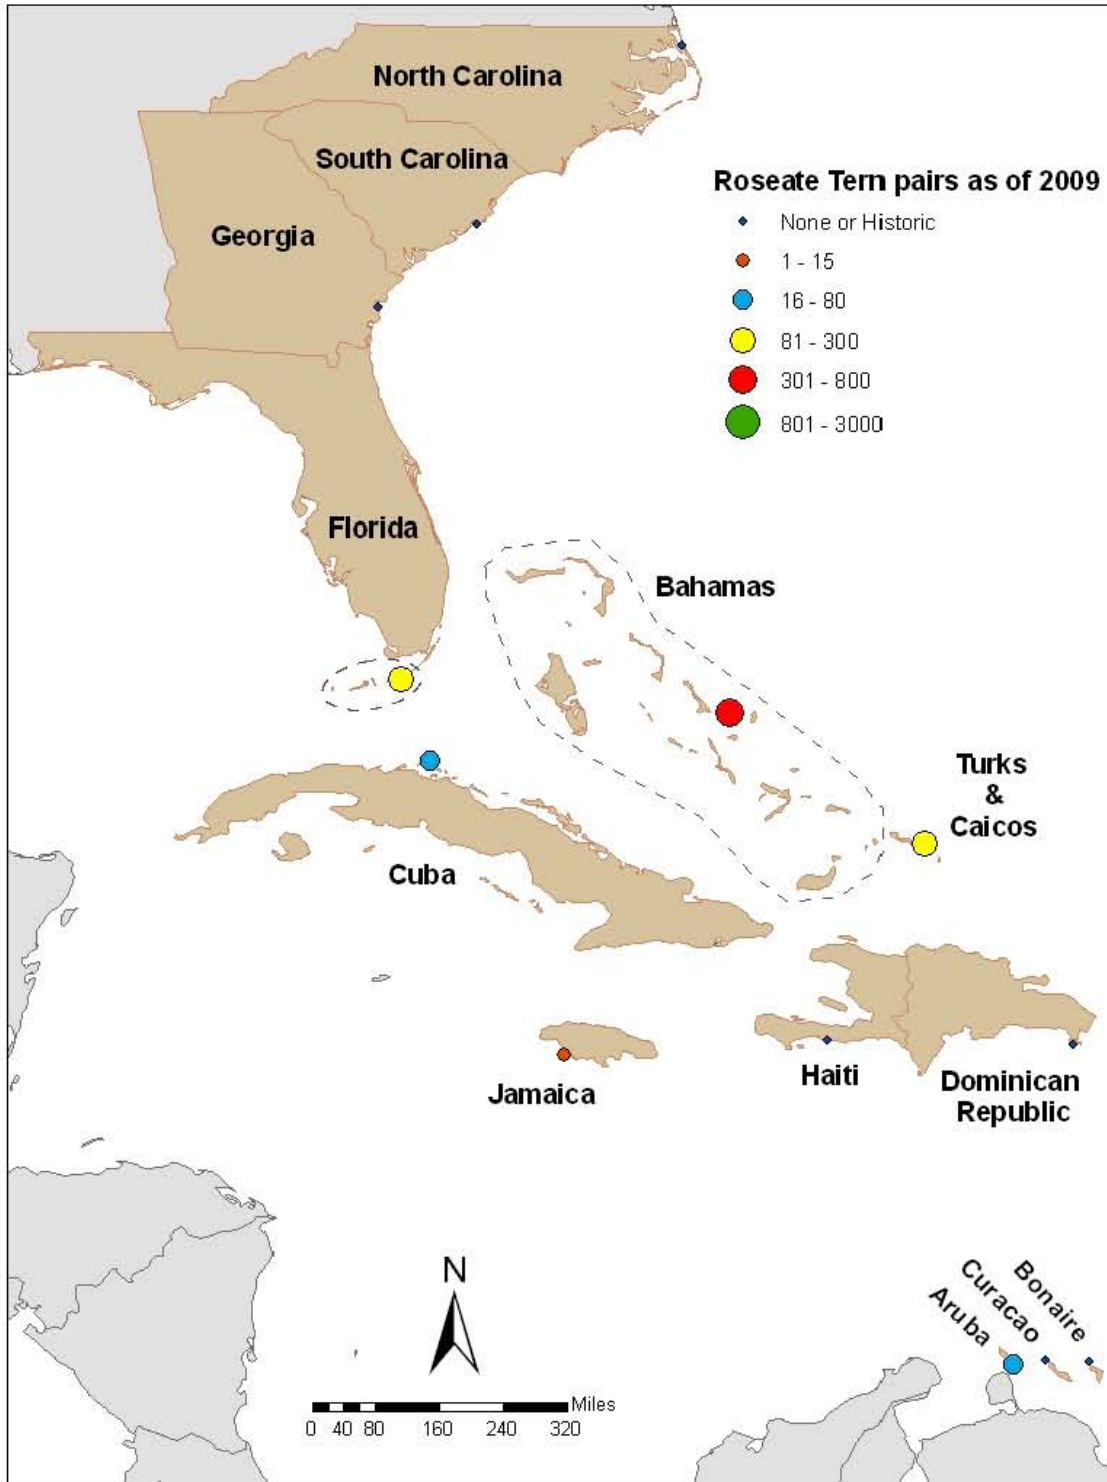 North Carolina
South Carolina
Georgia
Roseate Tern pairs as of 2009
None or Historic
1 - 15
16 - 80
81 - 300
301 - 800
801 - 3000
Florida
Bahamas
Turks
&
Caicos
Cuba
Jamaica
Haiti
Dominican
Republic
N
Miles
0 40 80 160 240 320
Aruba
Curacao
Bonaire